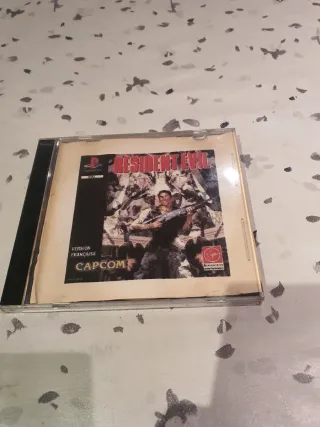 RESIDENT EVIL
VERSION
FRANÇAISE
CAPCOM